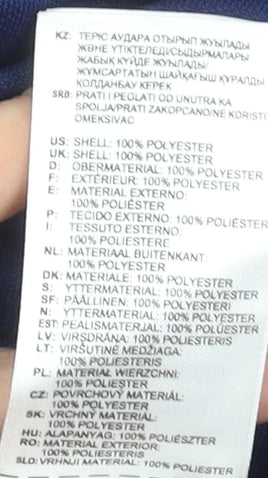 KZ: ТЕРІС АУДАРА ОТЫРЫП ЖУЫЛАДЫ
ЖӘНЕ ҮТІКТЕЛЕДІ/СЫДЫРМАЛАРЫ
ЖАБЫҚ КҮЙДЕ ЖУЫЛАДЫ/
ЖҰМСАРТАТЫН ШАЙҚАҒЫШ ҚҰРАЛДЫ
ҚОЛДАНБАУ КЕРЕК
SRB: PRATI I PEGLATI OD UNUTRA KA
SPOLJA/PRATI ZAKOPČANO/NE KORISTI
OMEKSIVAC
US: SHELL: 100% POLYESTER
UK: SHELL: 100% POLYESTER
D: OBERMATERIAL: 100% POLYESTER
F: EXTÉRIEUR: 100% POLYESTER
E: MATERIAL EXTERNO:
100% POLIÉSTER
P: TECIDO EXTERNO: 100% POLIÉSTER
I: TESSUTO ESTERNO:
100% POLIESTERE
NL: MATERIAAL BUITENKANT:
100% POLYESTER
DK: MATERIALE: 100% POLYESTER
S: YTTERMATERIAL: 100% POLYESTER
SF: PÄÄLLINEN: 100% POLYESTERI
N: YTTERMATERIAL: 100% POLYESTER
EST: PEALISMATERJAL: 100% POLÜESTER
LV: VIRSDRĀNA: 100% POLIESTERIS
LT: VIRŠUTINĖ MEDŽIAGA:
100% POLIESTERIS
PL: MATERIAŁ WIERZCHNI:
100% POLIESTER
CZ: POVRCHOVÝ MATERIÁL:
100% POLYESTER
SK: VRCHNÝ MATERIÁL:
100% POLYESTER
HU: ALAPANYAG: 100% POLIÉSZTER
RO: MATERIAL EXTERIOR:
100% POLIESTERIS
SLO: VRHNJI MATERIAL: 100% POLIESTER